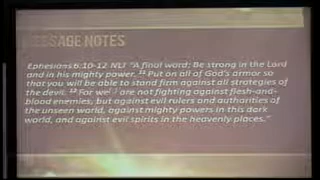 MESSAGE NOTES
Ephesians 6:10-12 NLT "A final word: Be strong in the Lord
and in his mighty power. ¹¹ Put on all of God's armor so
that you will be able to stand firm against all strategies of
the devil. ¹² For we[ ] are not fighting against flesh-and-
blood enemies, but against evil rulers and authorities of
the unseen world, against mighty powers in this dark
world, and against evil spirits in the heavenly places."